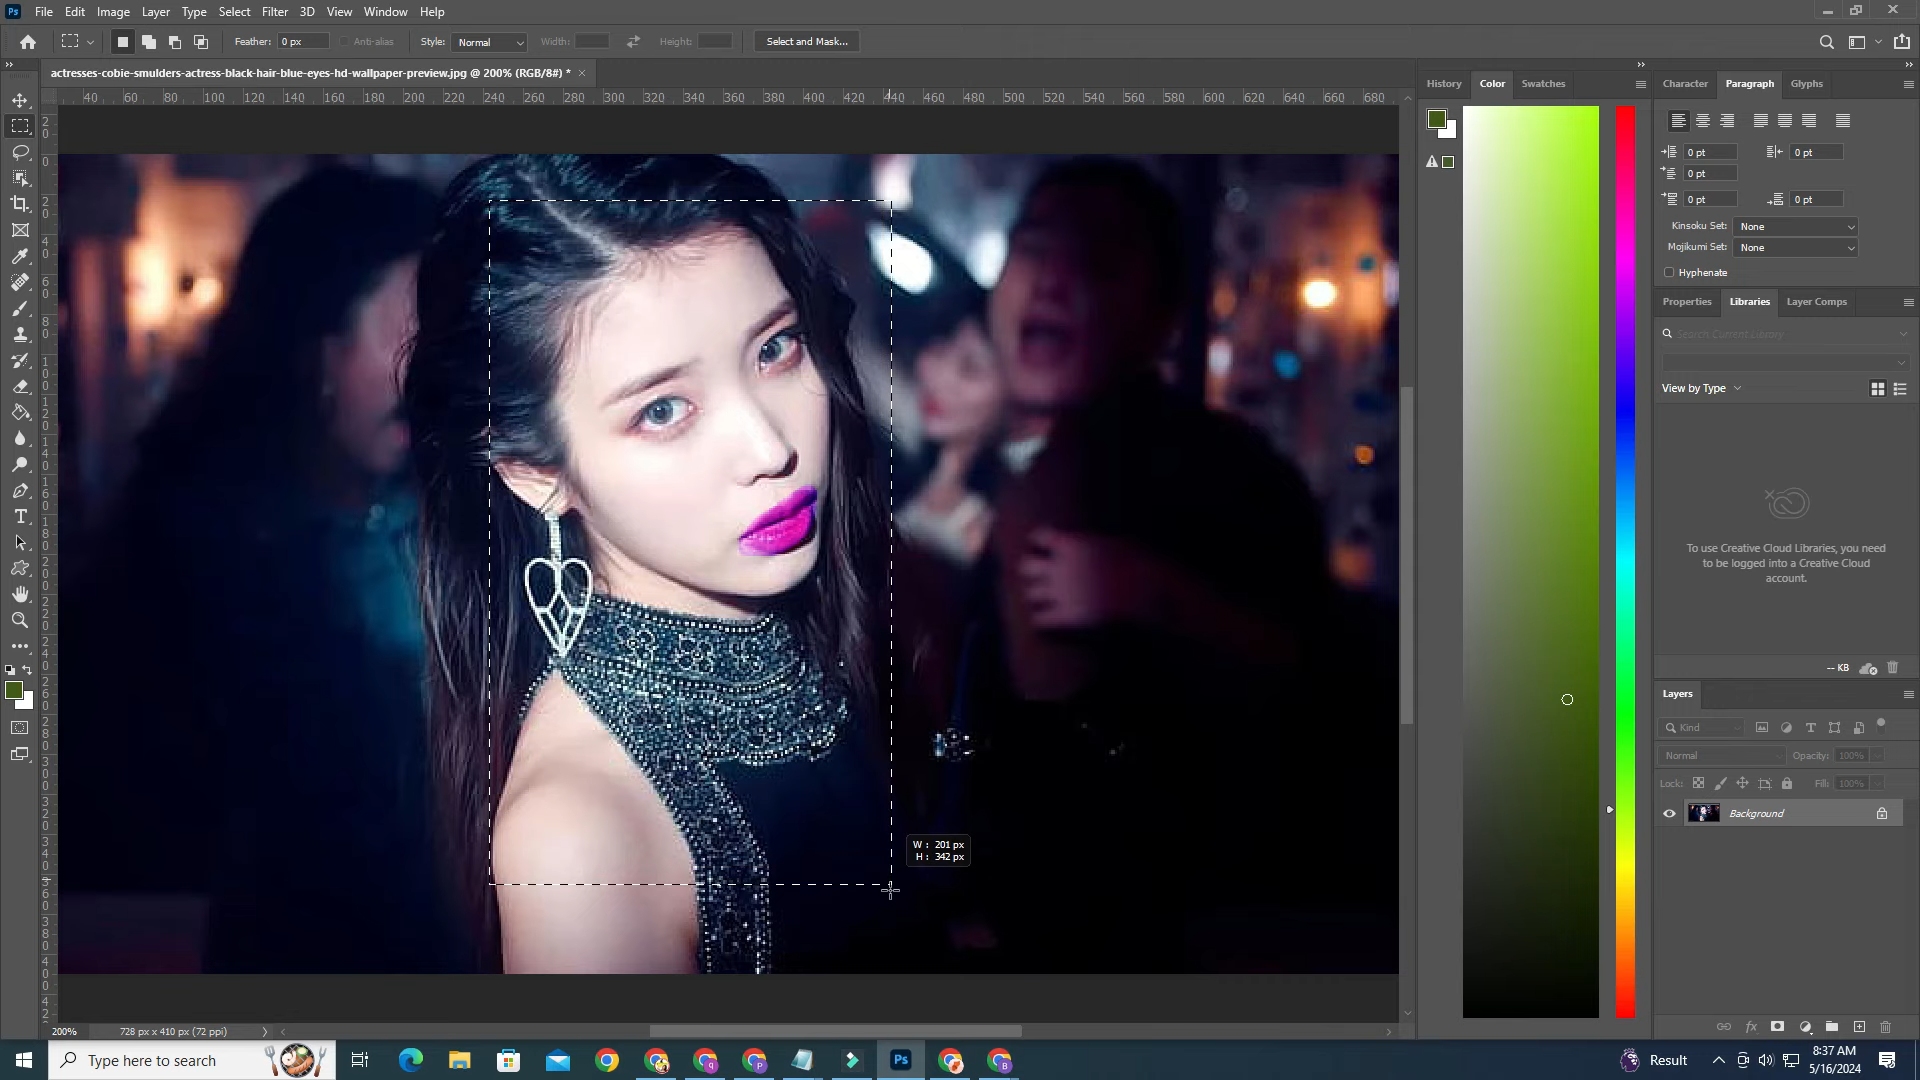 Ps File Edit Image Layer Type Select Filter 3D View Window Help
Feather: 0 px Anti-alias Style: Normal Width: Height: Select and Mask...
actresses-cobie-smulders-actress-black-hair-blue-eyes-hd-wallpaper-preview.jpg @ 200% (RGB/8#) *
40 60 80 100 120 140 160 180 200 220 240 260 280 300 320 340 360 380 400 420 440 460 480 500 520 540 560 580 600 620 640 660 680
W : 201 px
H : 342 px
200% 728 px x 410 px (72 ppi)
History Color Swatches
Character Paragraph Glyphs
0 pt 0 pt
0 pt
0 pt 0 pt
Kinsoku Set: None
Mojikumi Set: None
Hyphenate
Properties Libraries Layer Comps
Search Current Library
View by Type
To use Creative Cloud Libraries, you need
to be logged into a Creative Cloud
account.
-- KB
Layers
Kind
Normal Opacity: 100%
Lock: Fill: 100%
Background
Type here to search
Ps
Result
8:37 AM
5/16/2024